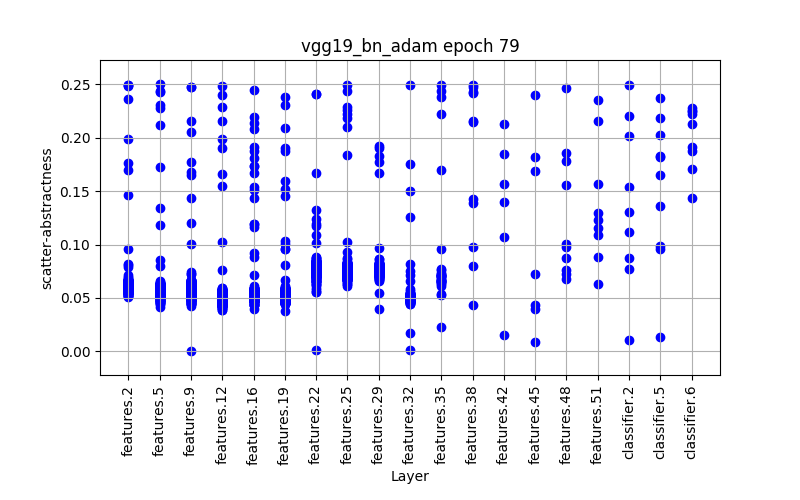 vgg19_bn_adam epoch 79
scatter-abstractness
0.25
0.20
0.15
0.10
0.05
0.00
features.2
features.5
features.9
features.12
features.16
features.19
features.22
features.25
features.29
features.32
features.35
features.38
features.42
features.45
features.48
features.51
classifier.2
classifier.5
classifier.6
Layer